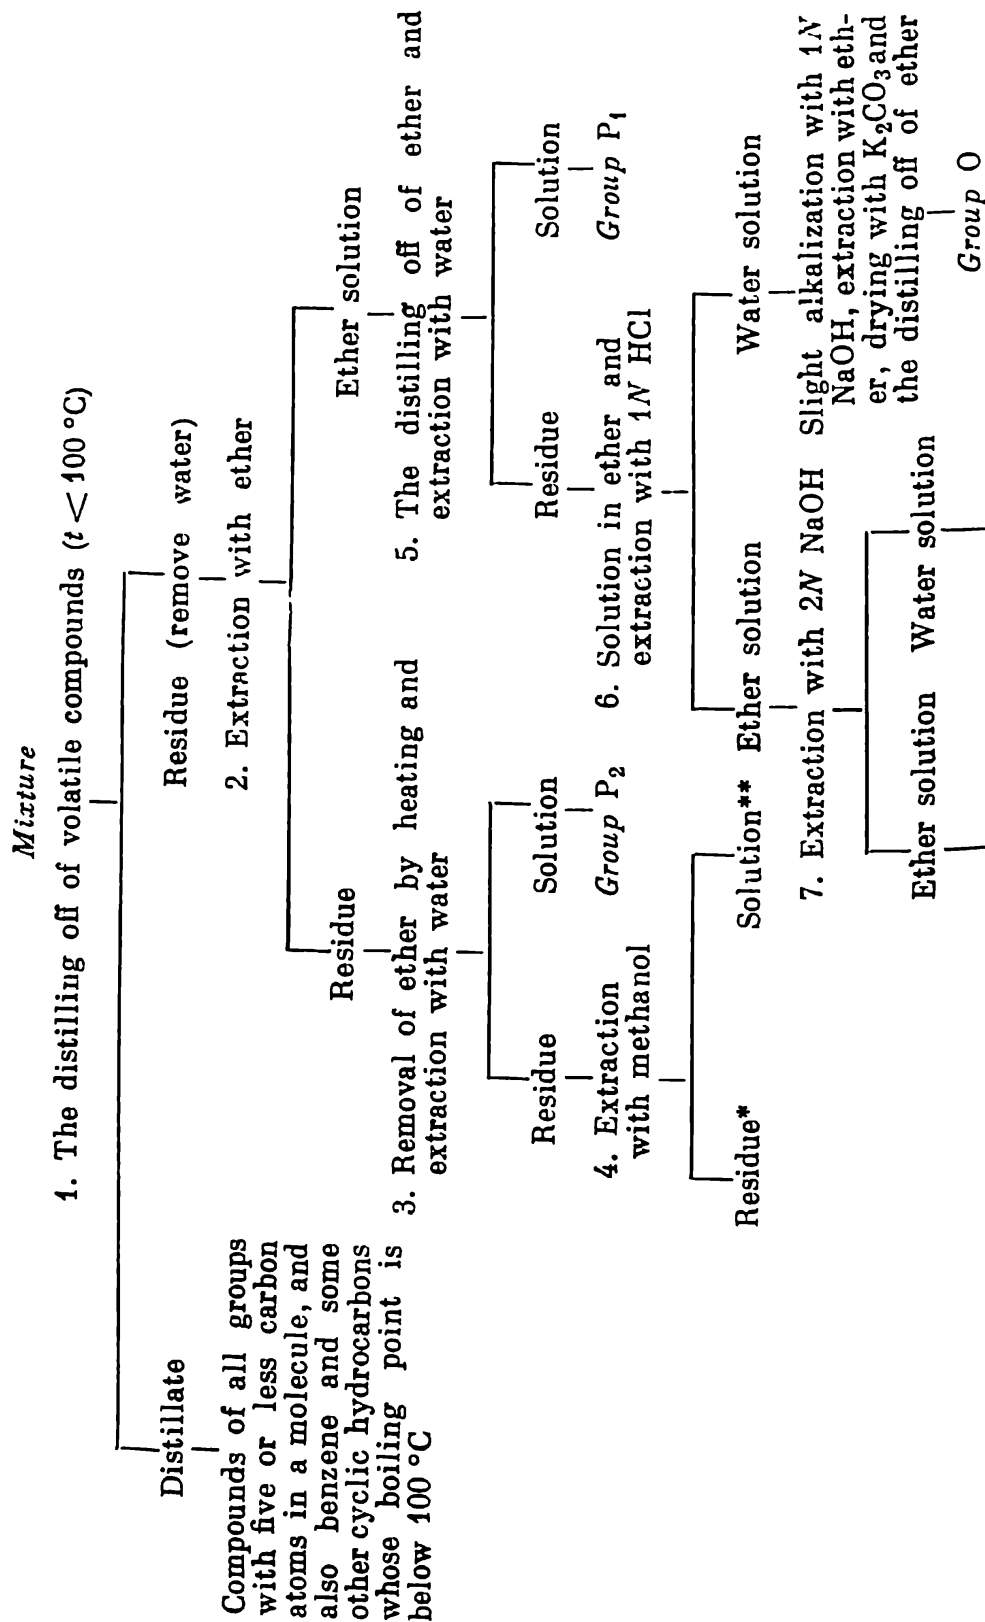 Mixture
1. The distilling off of volatile compounds (t < 100 °C)
Distillate
Compounds of all groups
with five or less carbon
atoms in a molecule, and
also benzene and some
other cyclic hydrocarbons
whose boiling point is
below 100 °C
Residue (remove water)
2. Extraction with ether
Residue
3. Removal of ether by heating and
extraction with water
Ether solution
5. The distilling off of ether and
extraction with water
Residue
4. Extraction
with methanol
Solution
Group P₂
Residue
6. Solution in ether and
extraction with 1N HCl
Solution
Group P₁
Residue*
Solution**
Ether solution
7. Extraction with 2N NaOH
Water solution
Slight alkalization with 1N
NaOH, extraction with eth-
er, drying with K₂CO₃ and
the distilling off of ether
Group O
Ether solution
Water solution